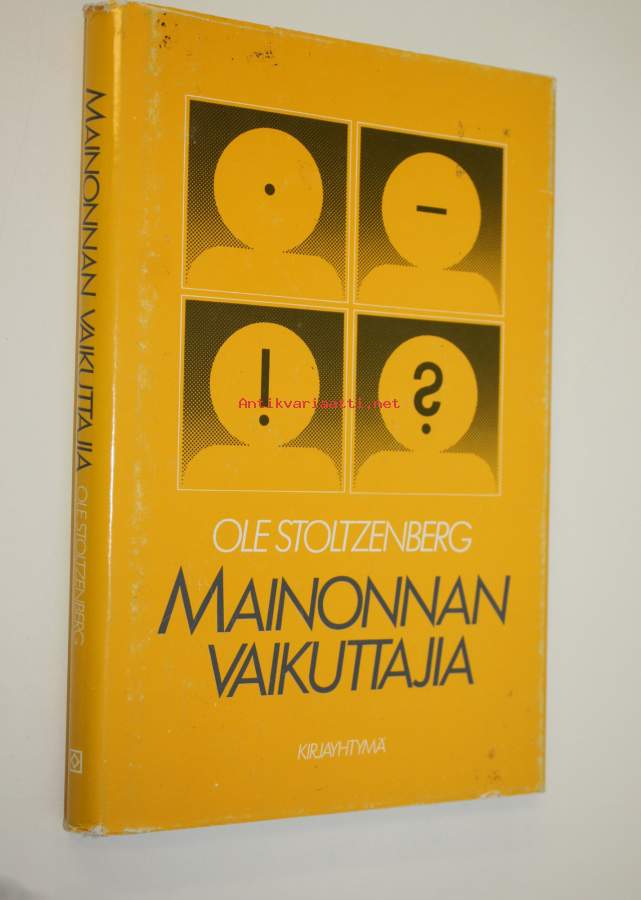 MAINONNAN VAIKUTTAJIA OLE STOLTZENBERG
.
–
!
?
Antikvariaatti.net
OLE STOLTZENBERG
MAINONNAN
VAIKUTTAJIA
KIRJAYHTYMÄ